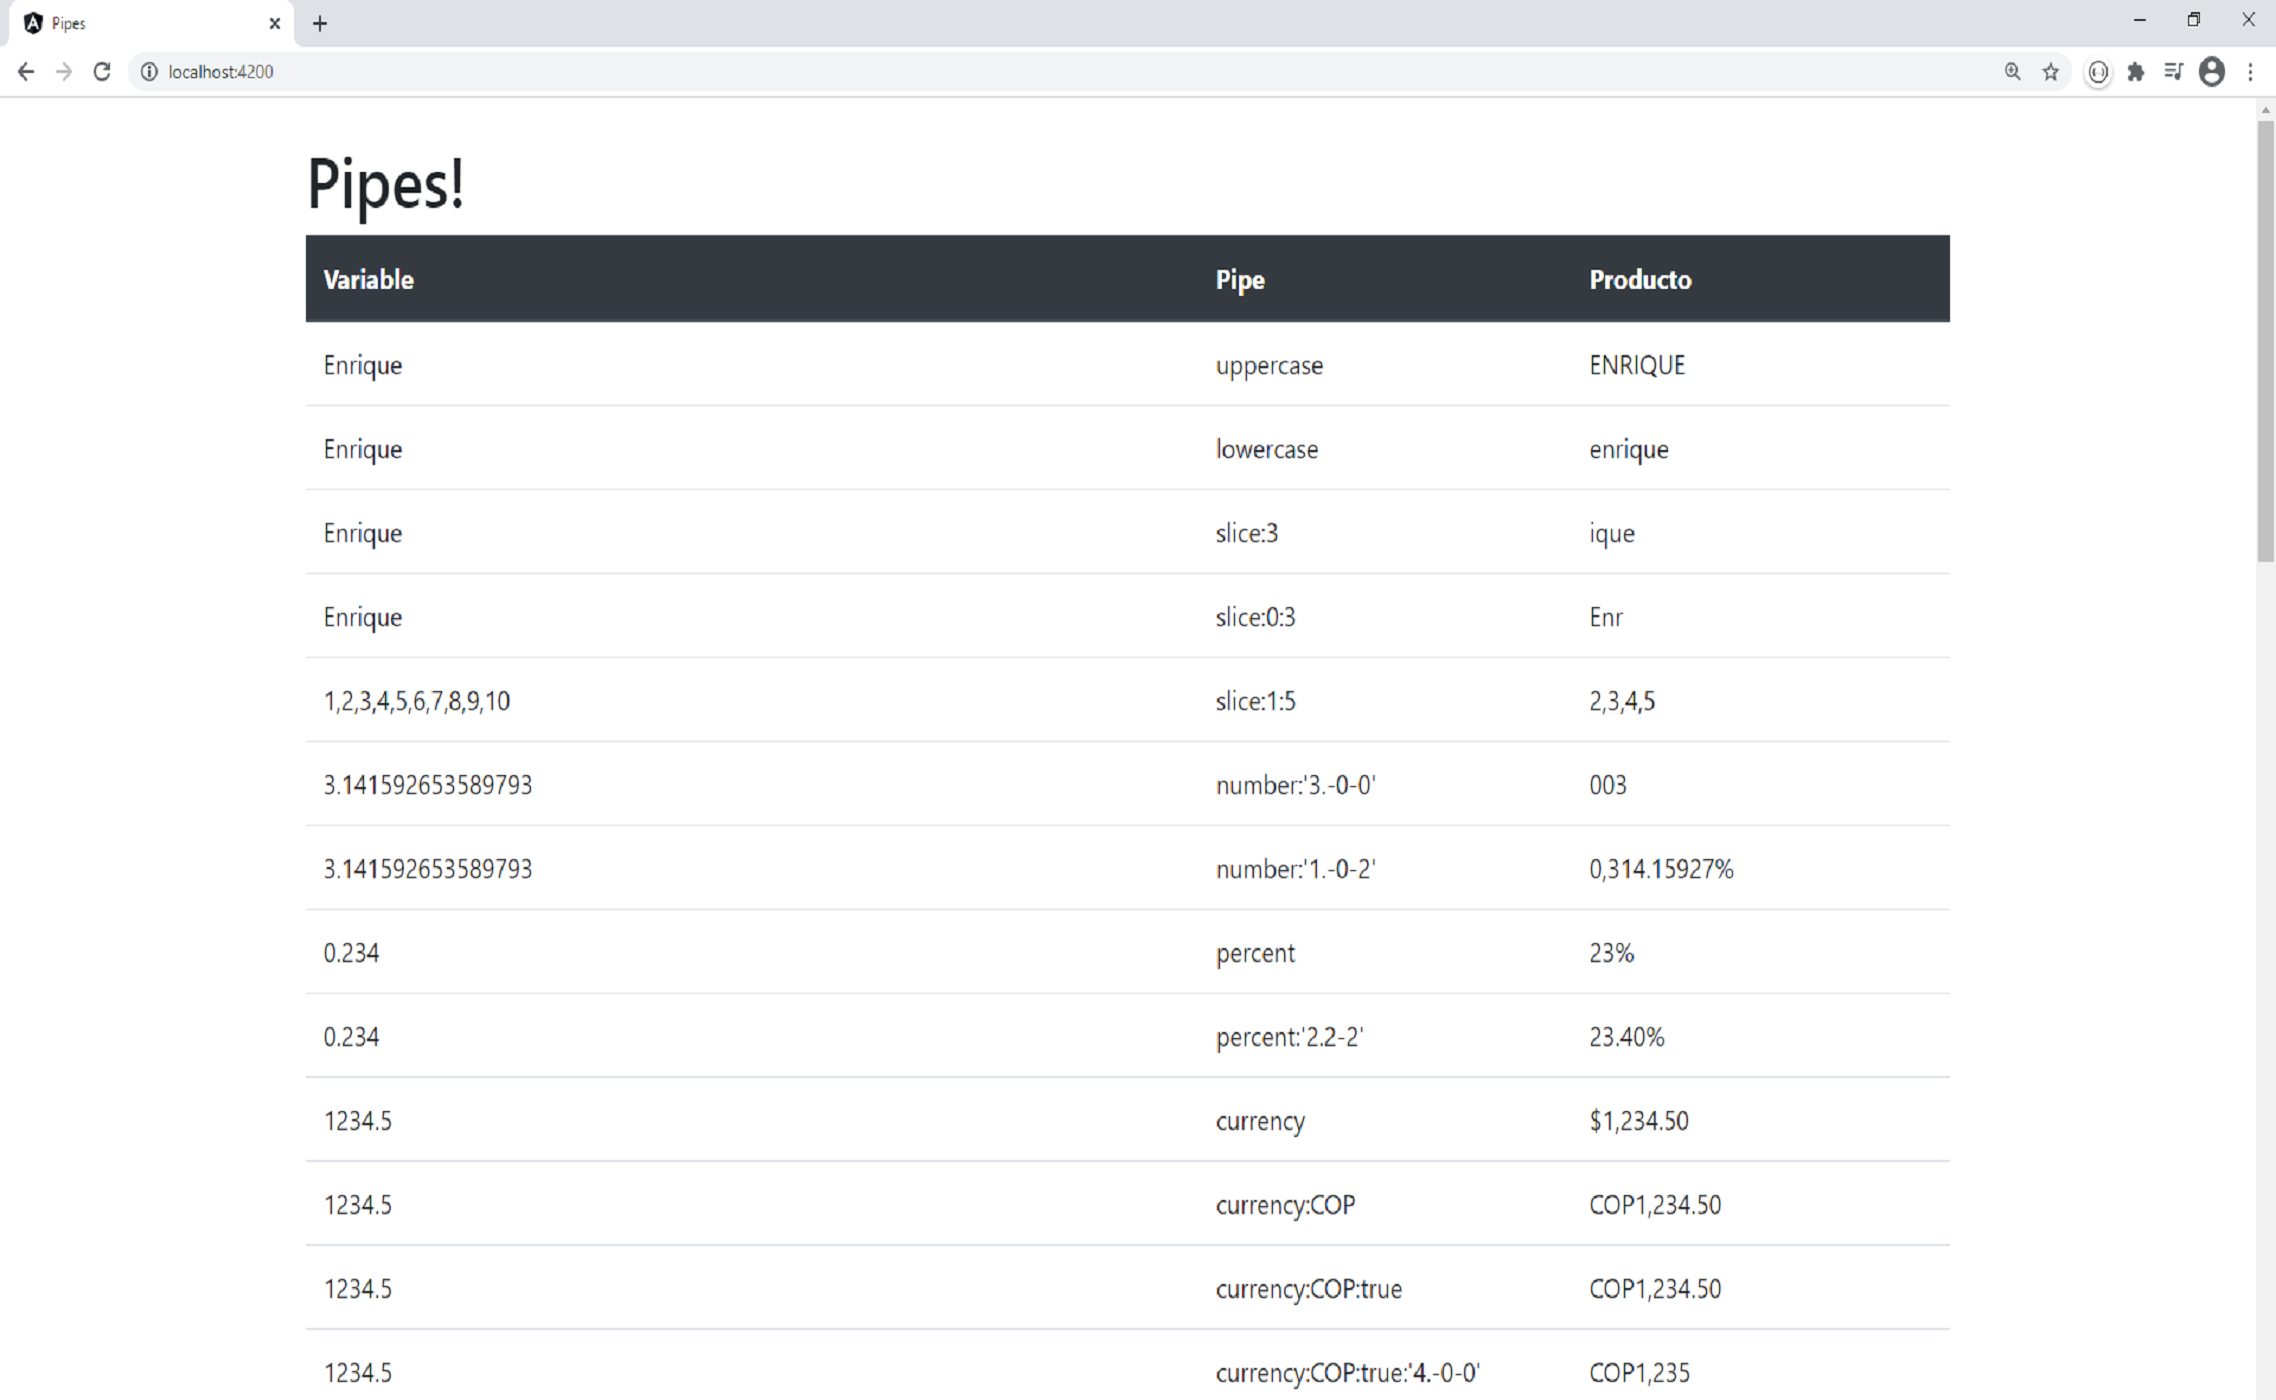 Pipes
localhost:4200
Pipes!
Variable Pipe Producto
Enrique uppercase ENRIQUE
Enrique lowercase enrique
Enrique slice:3 ique
Enrique slice:0:3 Enr
1,2,3,4,5,6,7,8,9,10 slice:1:5 2,3,4,5
3.141592653589793 number:'3.-0-0' 003
3.141592653589793 number:'1.-0-2' 0,314.15927%
0.234 percent 23%
0.234 percent:'2.2-2' 23.40%
1234.5 currency $1,234.50
1234.5 currency:COP COP1,234.50
1234.5 currency:COP:true COP1,234.50
1234.5 currency:COP:true:'4.-0-0' COP1,235